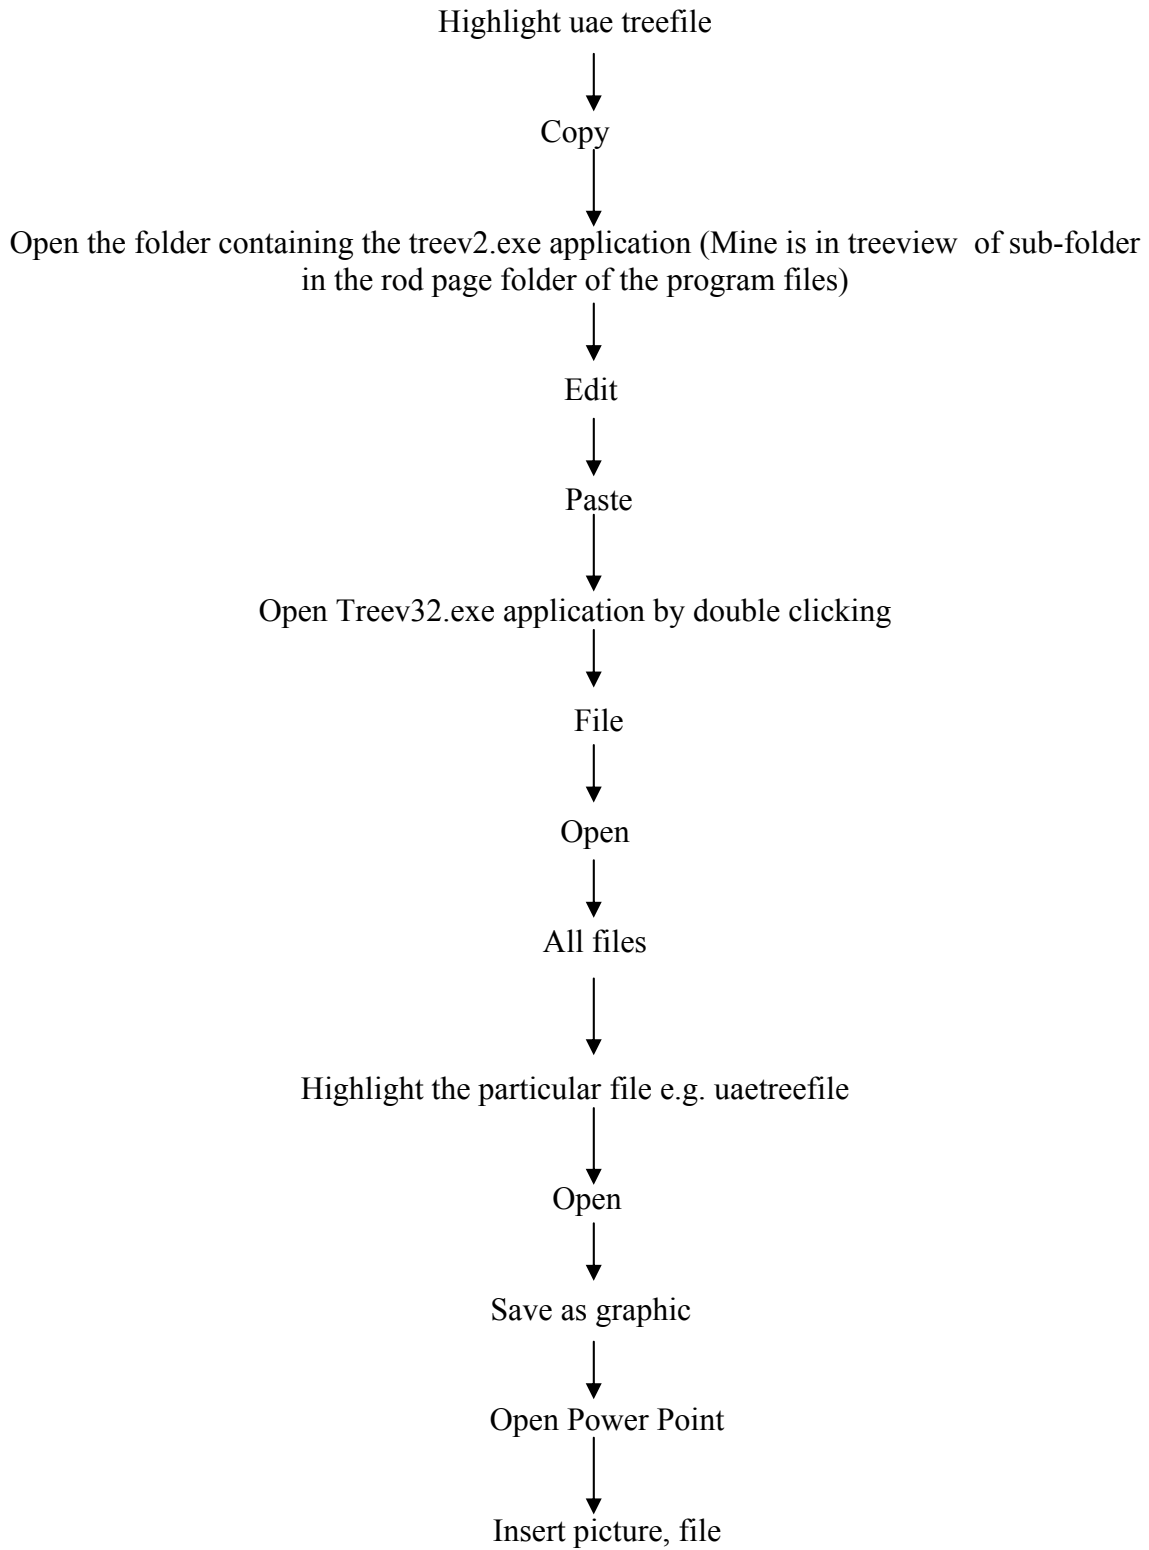 Highlight uae treefile
Copy
Open the folder containing the treev2.exe application (Mine is in treeview  of sub-folder
in the rod page folder of the program files)
Edit
Paste
Open Treev32.exe application by double clicking
File
Open
All files
Highlight the particular file e.g. uaetreefile
Open
Save as graphic
Open Power Point
Insert picture, file